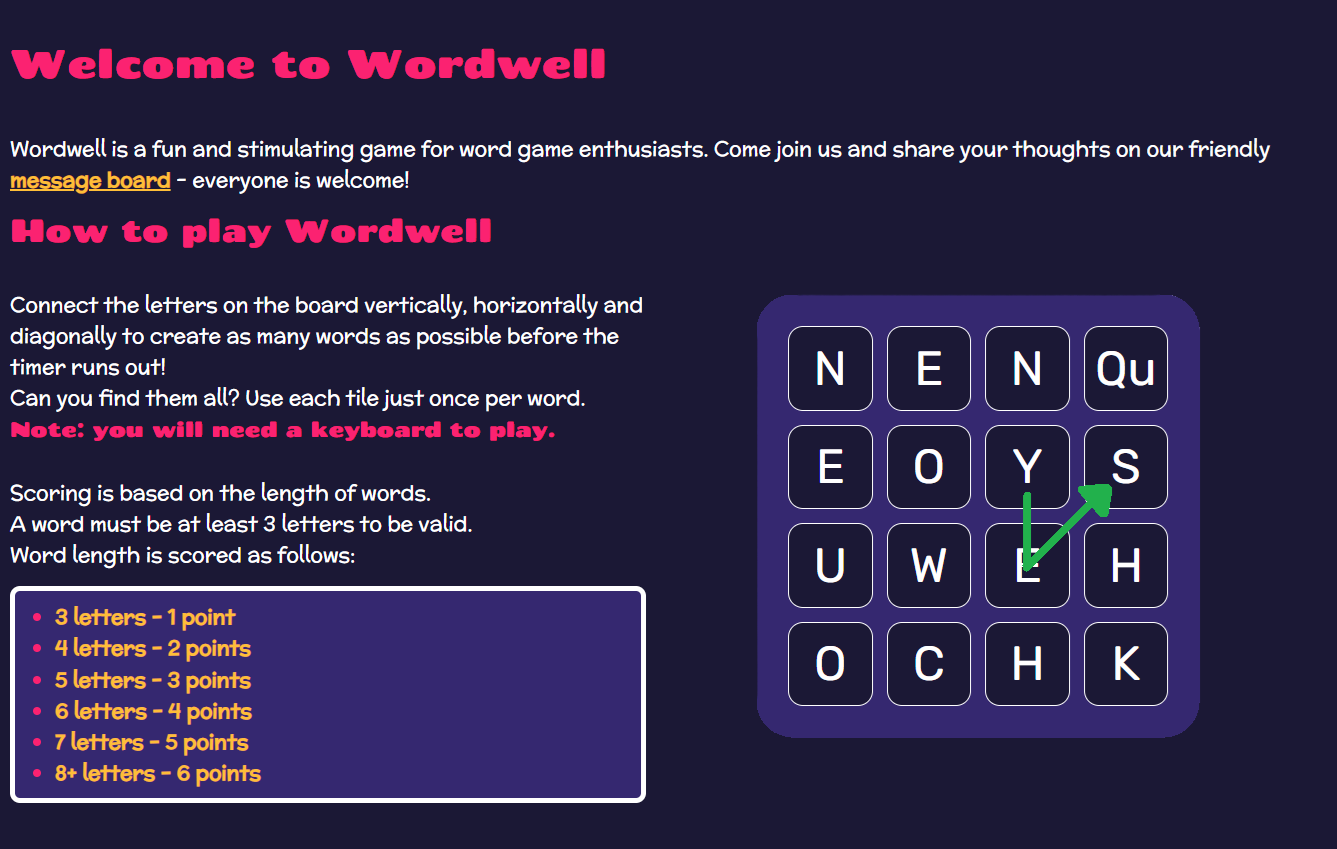 Welcome to Wordwell
Wordwell is a fun and stimulating game for word game enthusiasts. Come join us and share your thoughts on our friendly
message board - everyone is welcome!
How to play Wordwell
Connect the letters on the board vertically, horizontally and
diagonally to create as many words as possible before the
timer runs out!
Can you find them all? Use each tile just once per word.
Note: you will need a keyboard to play.
Scoring is based on the length of words.
A word must be at least 3 letters to be valid.
Word length is scored as follows:
• 3 letters - 1 point
• 4 letters - 2 points
• 5 letters - 3 points
• 6 letters - 4 points
• 7 letters - 5 points
• 8+ letters - 6 points
N E N Qu
E O Y S
U W E H
O C H K